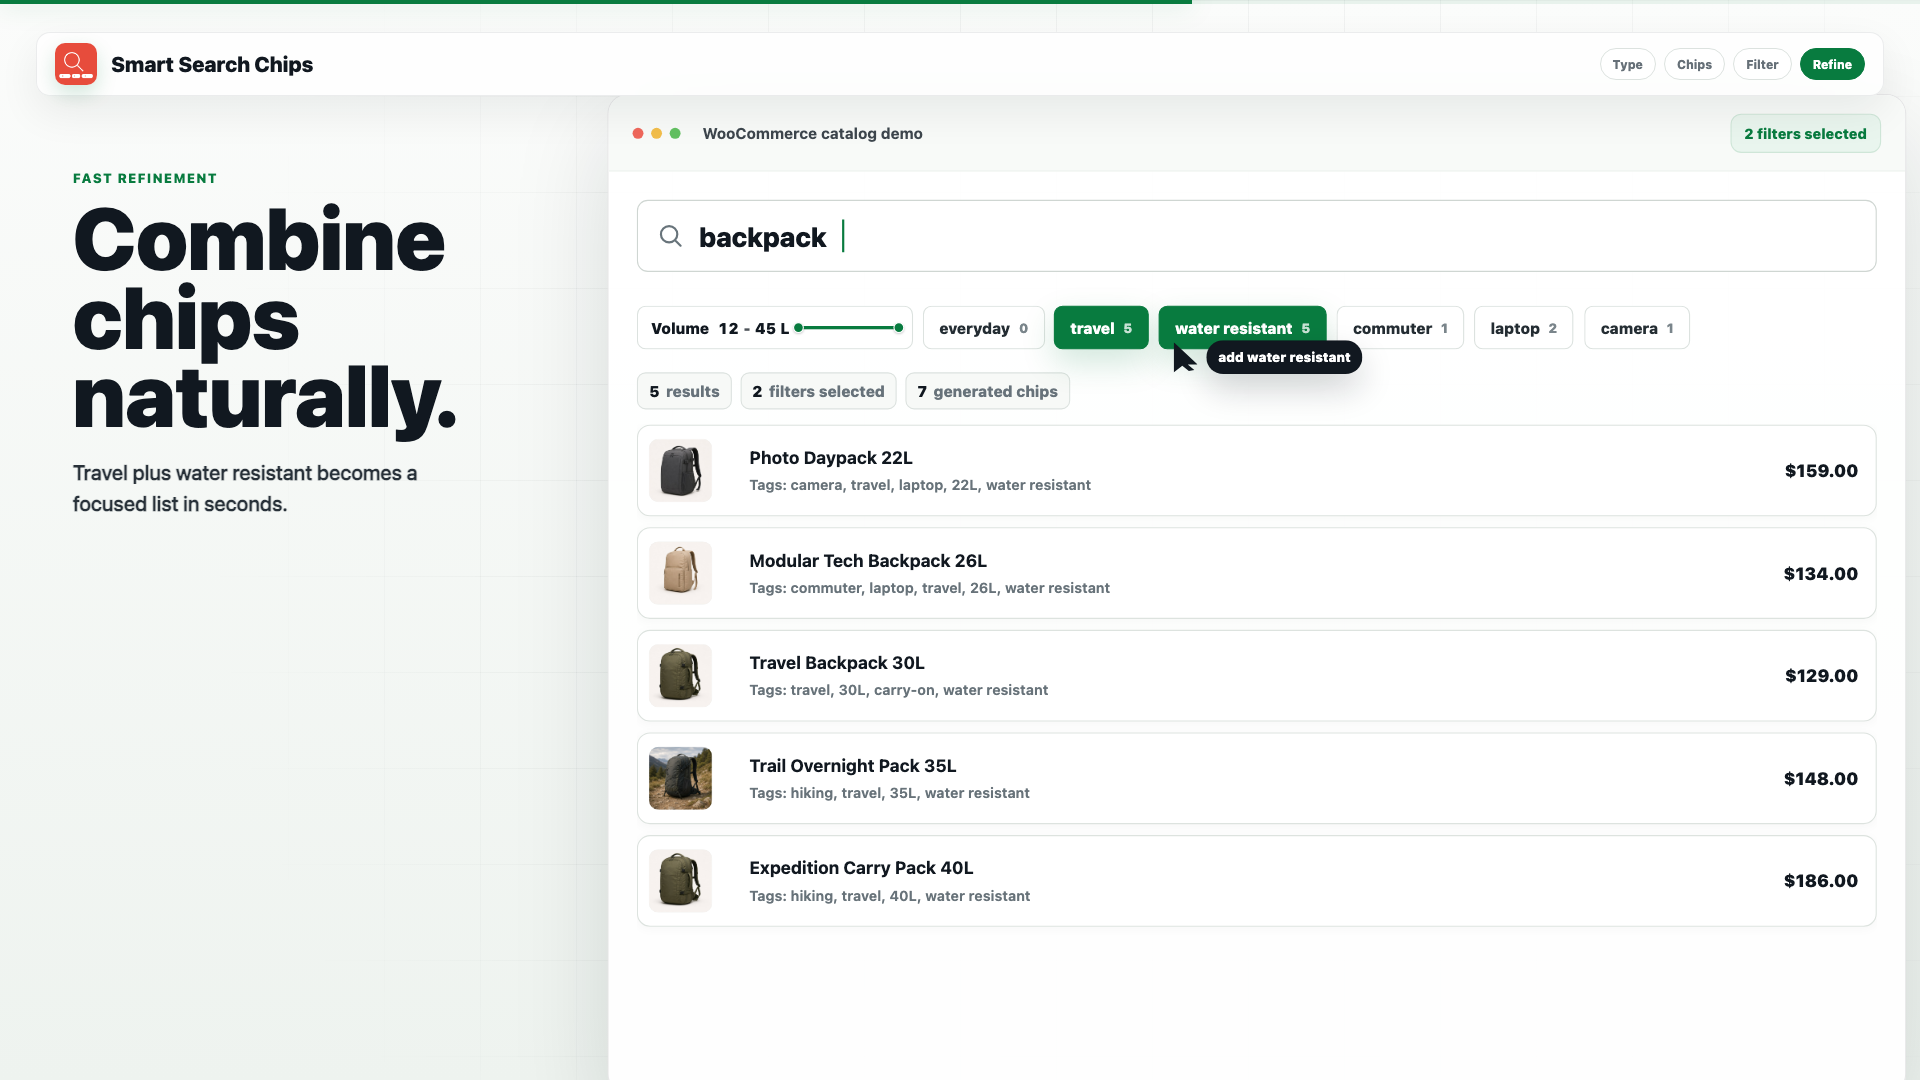 Smart Search Chips
Type
Chips
Filter
Refine
FAST REFINEMENT
Combine
chips
naturally.
Travel plus water resistant becomes a
focused list in seconds.
WooCommerce catalog demo
2 filters selected
backpack
Volume 12 - 45 L
everyday 0
travel 5
water resistant 5
commuter 1
laptop 2
camera 1
add water resistant
5 results
2 filters selected
7 generated chips
Photo Daypack 22L
Tags: camera, travel, laptop, 22L, water resistant
$159.00
Modular Tech Backpack 26L
Tags: commuter, laptop, travel, 26L, water resistant
$134.00
Travel Backpack 30L
Tags: travel, 30L, carry-on, water resistant
$129.00
Trail Overnight Pack 35L
Tags: hiking, travel, 35L, water resistant
$148.00
Expedition Carry Pack 40L
Tags: hiking, travel, 40L, water resistant
$186.00